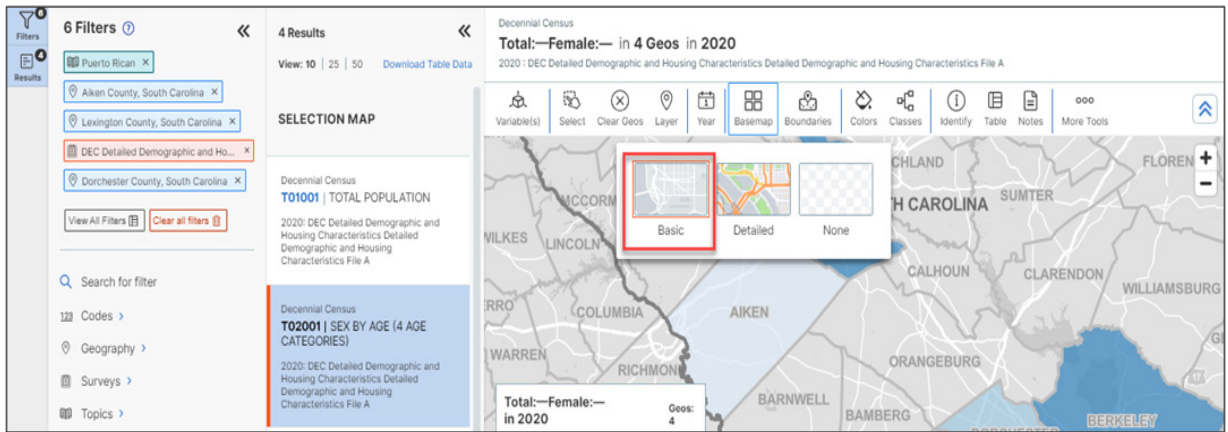 6
Filters
4
Results
6 Filters ?
Puerto Rican ×
Aiken County, South Carolina ×
Lexington County, South Carolina ×
DEC Detailed Demographic and Ho... ×
Dorchester County, South Carolina ×
View All Filters
Clear all filters
Search for filter
123 Codes >
Geography >
Surveys >
Topics >
4 Results
View: 10 | 25 | 50 Download Table Data
SELECTION MAP
Decennial Census
T01001 | TOTAL POPULATION
2020: DEC Detailed Demographic and
Housing Characteristics Detailed
Demographic and Housing
Characteristics File A
Decennial Census
T02001 | SEX BY AGE (4 AGE
CATEGORIES)
2020: DEC Detailed Demographic and
Housing Characteristics Detailed
Demographic and Housing
Characteristics File A
Decennial Census
Total:—Female:— in 4 Geos in 2020
2020 : DEC Detailed Demographic and Housing Characteristics Detailed Demographic and Housing Characteristics File A
Variable(s) Select Clear Geos Layer Year Basemap Boundaries Colors Classes Identify Table Notes More Tools
Basic Detailed None
CHLAND
FLOREN
+
−
MCCORM
H CAROLINA
SUMTER
WILKES
LINCOLN
CALHOUN
CLARENDON
WILLIAMSBURG
ERRO
COLUMBIA
AIKEN
WARREN
RICHMON
ORANGEBURG
17
BARNWELL
BAMBERG
BERKELEY
DORCHESTER
Total:—Female:—
in 2020
Geos:
4